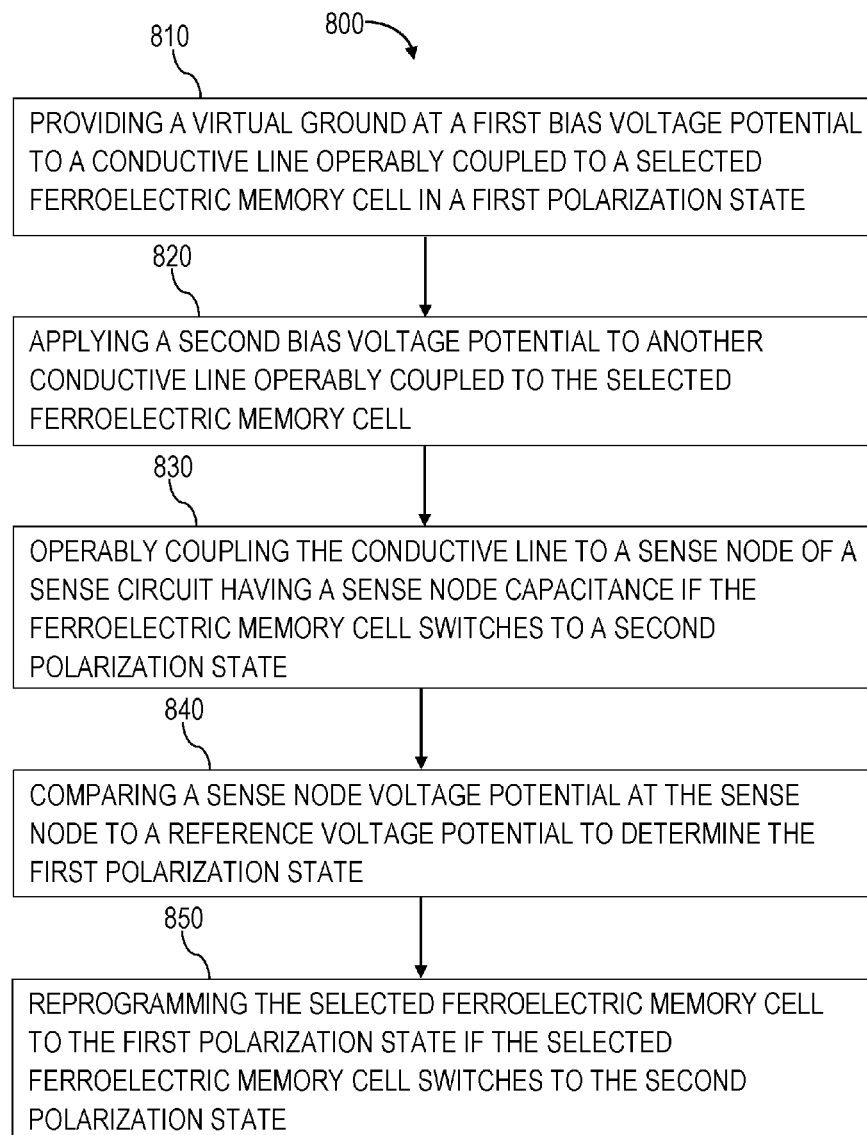 800
810
PROVIDING A VIRTUAL GROUND AT A FIRST BIAS VOLTAGE POTENTIAL
TO A CONDUCTIVE LINE OPERABLY COUPLED TO A SELECTED
FERROELECTRIC MEMORY CELL IN A FIRST POLARIZATION STATE
820
APPLYING A SECOND BIAS VOLTAGE POTENTIAL TO ANOTHER
CONDUCTIVE LINE OPERABLY COUPLED TO THE SELECTED
FERROELECTRIC MEMORY CELL
830
OPERABLY COUPLING THE CONDUCTIVE LINE TO A SENSE NODE OF A
SENSE CIRCUIT HAVING A SENSE NODE CAPACITANCE IF THE
FERROELECTRIC MEMORY CELL SWITCHES TO A SECOND
POLARIZATION STATE
840
COMPARING A SENSE NODE VOLTAGE POTENTIAL AT THE SENSE
NODE TO A REFERENCE VOLTAGE POTENTIAL TO DETERMINE THE
FIRST POLARIZATION STATE
850
REPROGRAMMING THE SELECTED FERROELECTRIC MEMORY CELL
TO THE FIRST POLARIZATION STATE IF THE SELECTED
FERROELECTRIC MEMORY CELL SWITCHES TO THE SECOND
POLARIZATION STATE